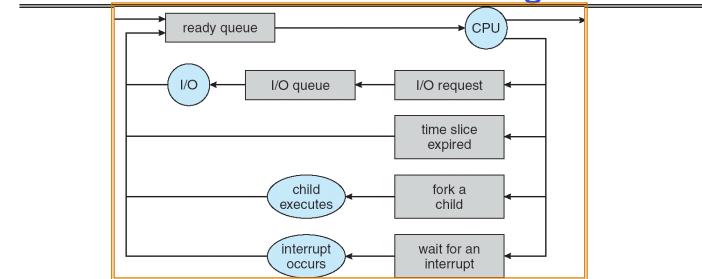 ready queue
CPU
I/O
I/O queue
I/O request
time slice
expired
child
executes
fork a
child
interrupt
occurs
wait for an
interrupt